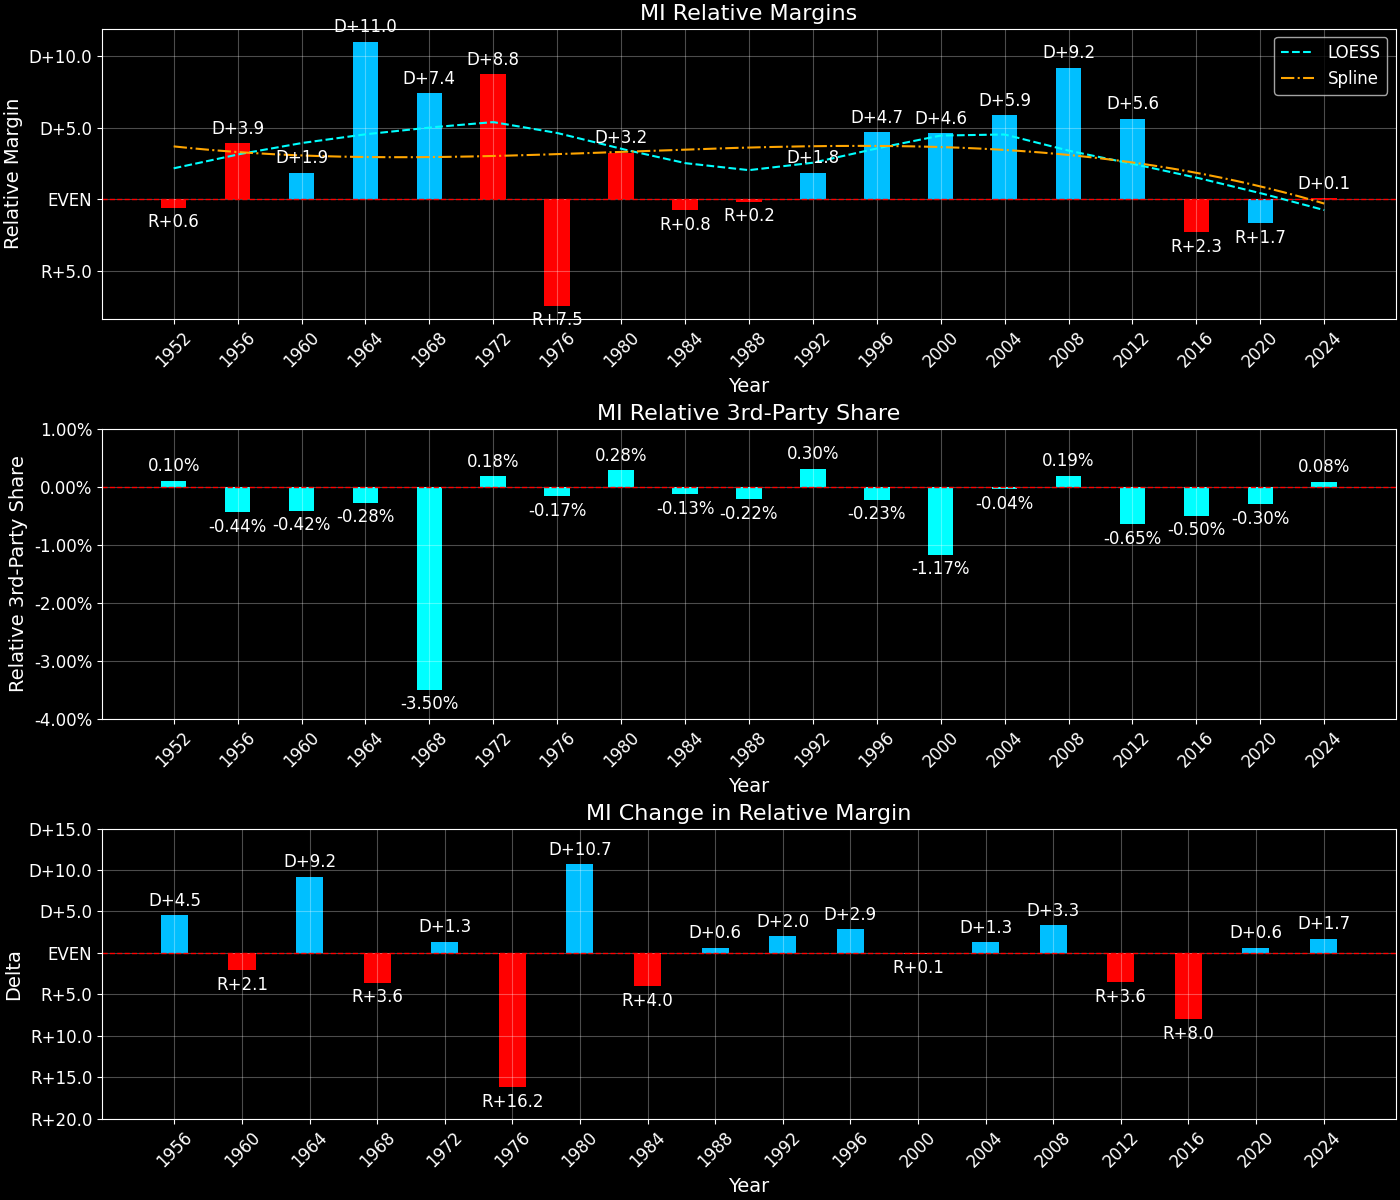 MI Relative Margins
Relative Margin
D+10.0
D+5.0
EVEN
R+5.0
R+0.6
D+3.9
D+1.9
D+11.0
D+7.4
D+8.8
R+7.5
D+3.2
R+0.8
R+0.2
D+1.8
D+4.7
D+4.6
D+5.9
D+9.2
D+5.6
R+2.3
R+1.7
D+0.1
LOESS
Spline
1952 1956 1960 1964 1968 1972 1976 1980 1984 1988 1992 1996 2000 2004 2008 2012 2016 2020 2024
Year
MI Relative 3rd-Party Share
Relative 3rd-Party Share
1.00%
0.00%
-1.00%
-2.00%
-3.00%
-4.00%
0.10%
-0.44%
-0.42%
-0.28%
-3.50%
0.18%
-0.17%
0.28%
-0.13%
-0.22%
0.30%
-0.23%
-1.17%
-0.04%
0.19%
-0.65%
-0.50%
-0.30%
0.08%
1952 1956 1960 1964 1968 1972 1976 1980 1984 1988 1992 1996 2000 2004 2008 2012 2016 2020 2024
Year
MI Change in Relative Margin
Delta
D+15.0
D+10.0
D+5.0
EVEN
R+5.0
R+10.0
R+15.0
R+20.0
D+4.5
R+2.1
D+9.2
R+3.6
D+1.3
R+16.2
D+10.7
R+4.0
D+0.6
D+2.0
D+2.9
R+0.1
D+1.3
D+3.3
R+3.6
R+8.0
D+0.6
D+1.7
1956 1960 1964 1968 1972 1976 1980 1984 1988 1992 1996 2000 2004 2008 2012 2016 2020 2024
Year